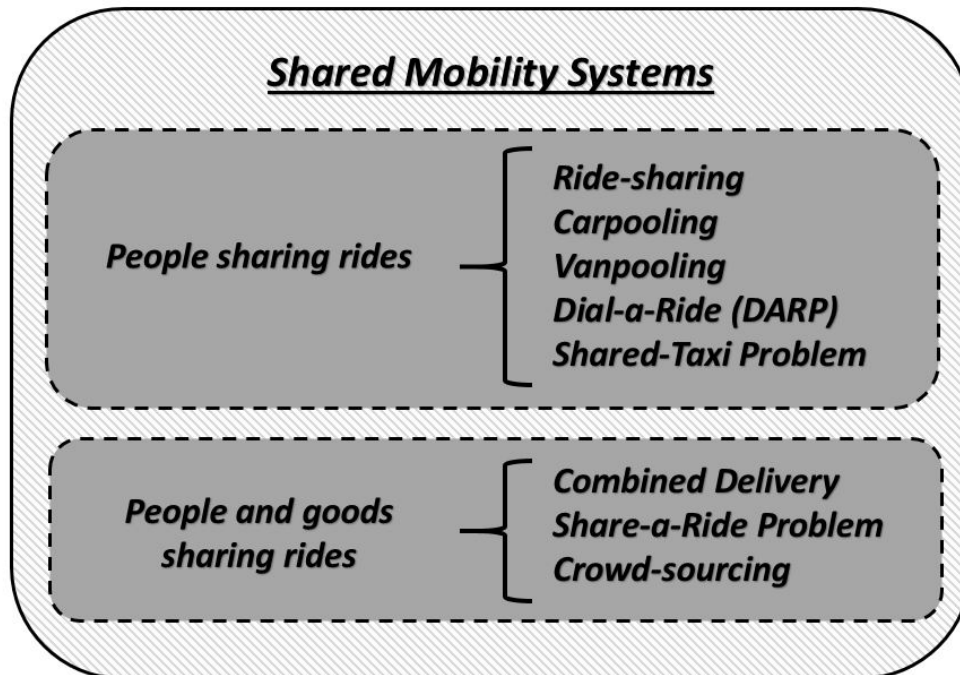 Shared Mobility Systems
People sharing rides
Ride-sharing
Carpooling
Vanpooling
Dial-a-Ride (DARP)
Shared-Taxi Problem
People and goods
sharing rides
Combined Delivery
Share-a-Ride Problem
Crowd-sourcing